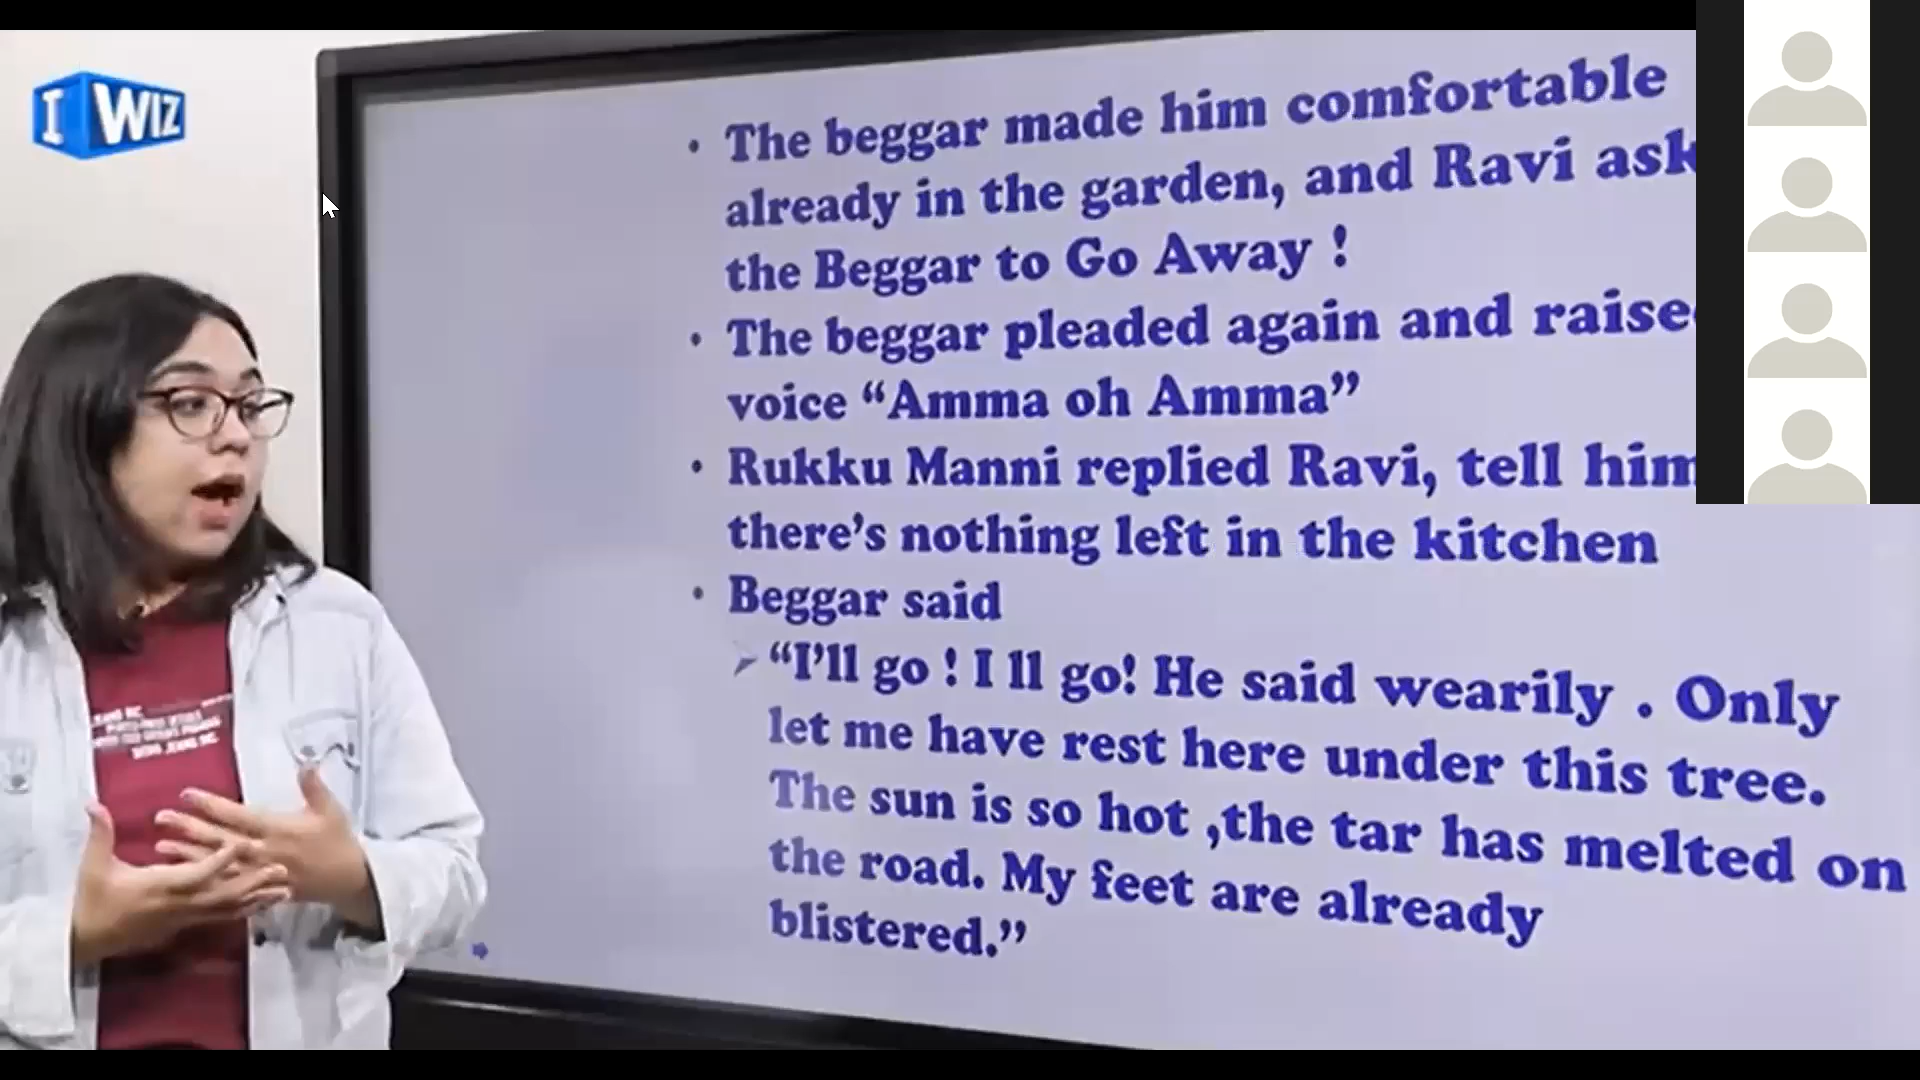 I WIZ
• The beggar made him comfortable
already in the garden, and Ravi ask
the Beggar to Go Away !
• The beggar pleaded again and raise
voice “Amma oh Amma”
• Rukku Manni replied Ravi, tell him
there’s nothing left in the kitchen
• Beggar said
➢ “I’ll go ! I ll go! He said wearily . Only
let me have rest here under this tree.
The sun is so hot ,the tar has melted on
the road. My feet are already
blistered.”